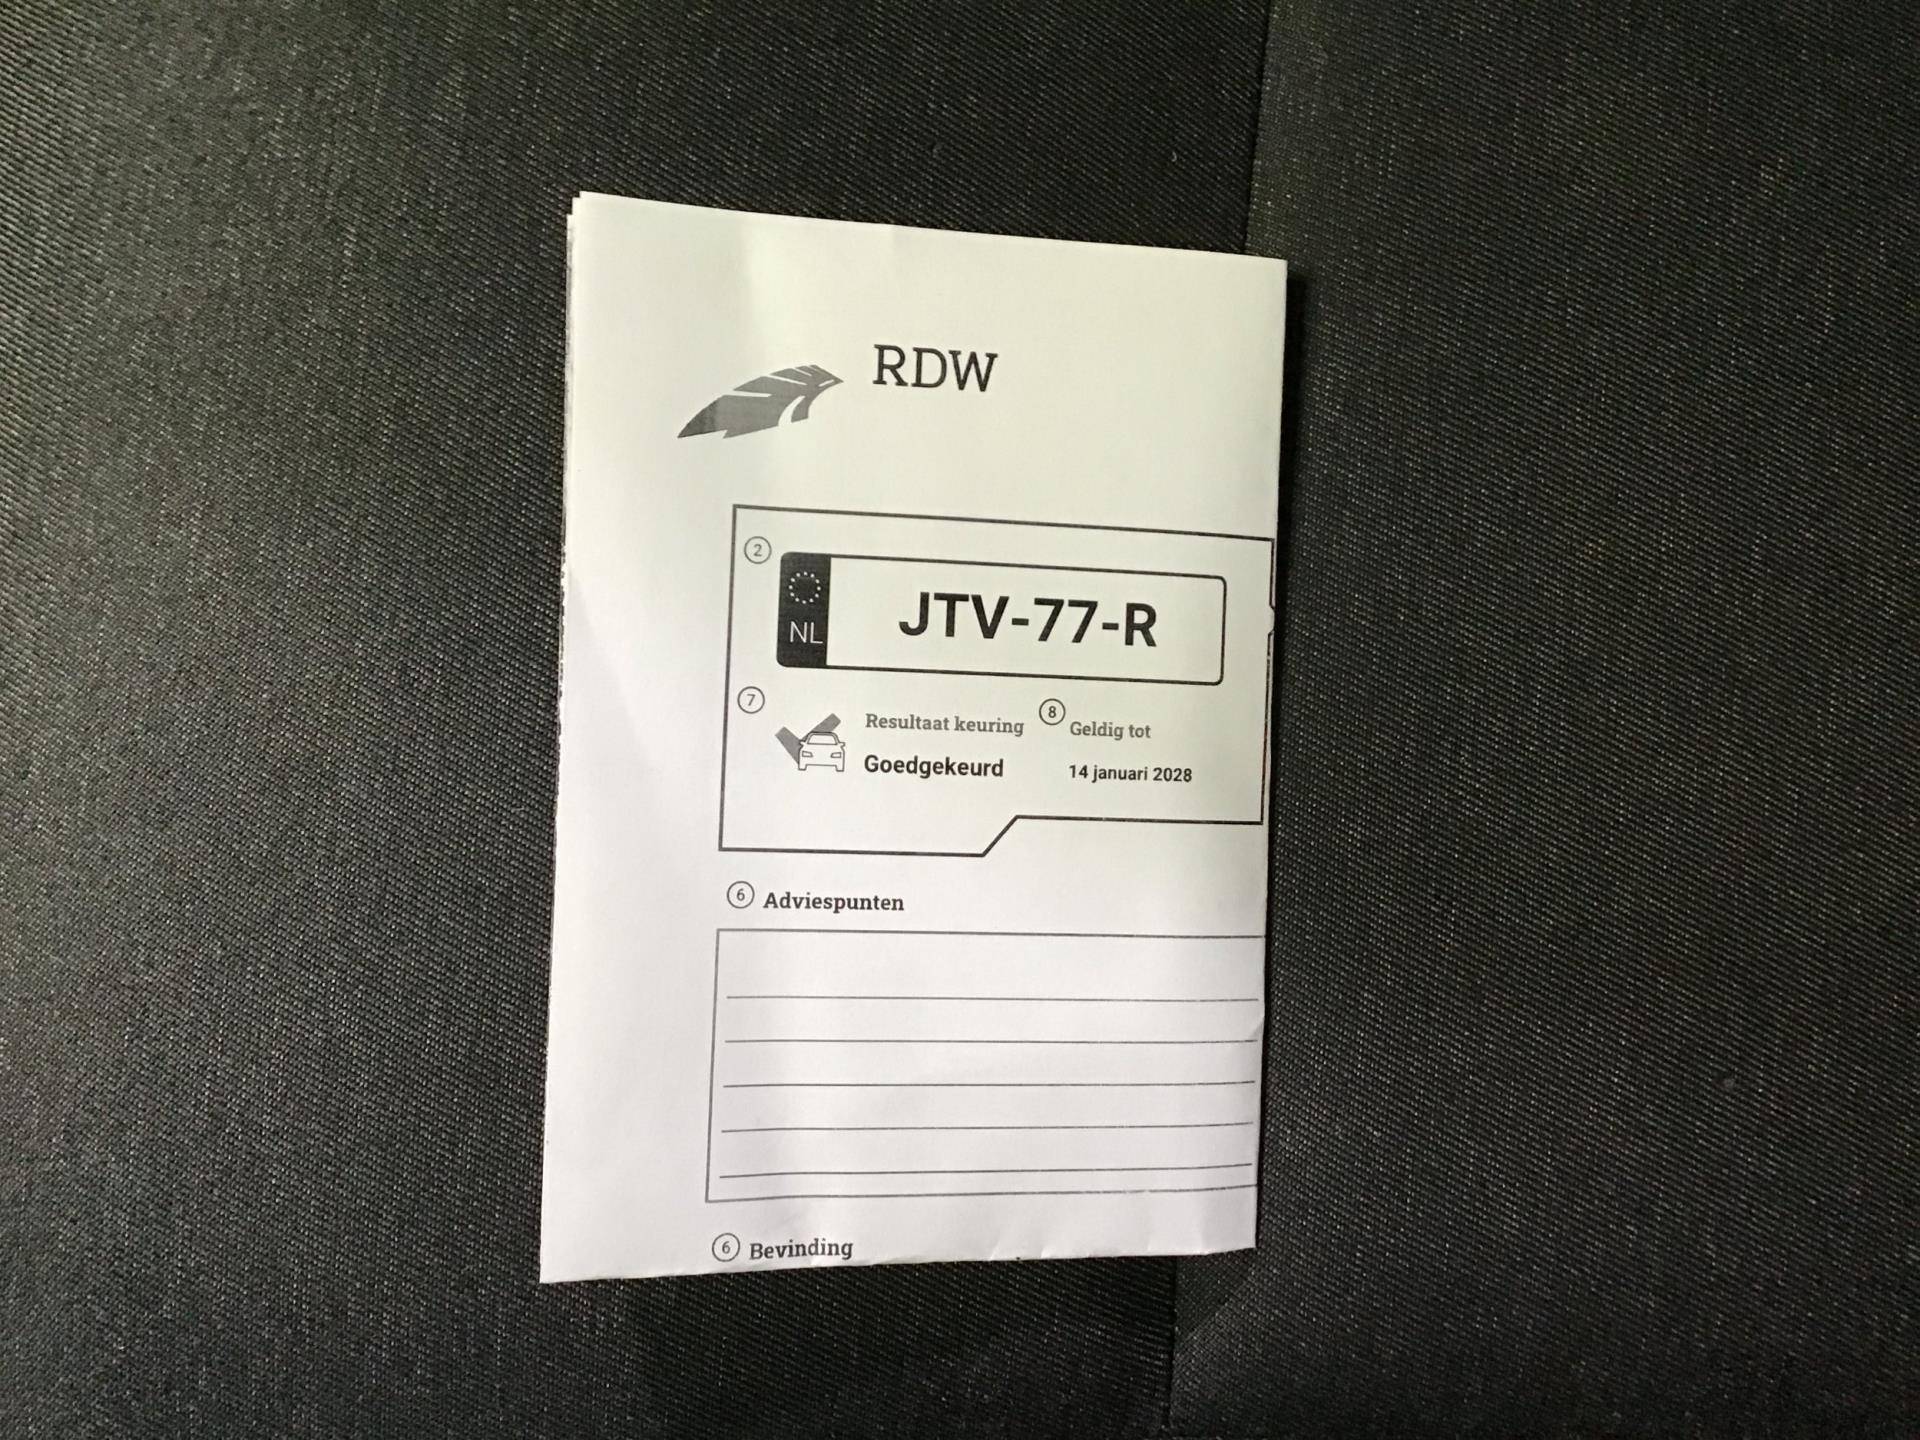 RDW
2
NL JTV-77-R
7 Resultaat keuring 8 Geldig tot
Goedgekeurd 14 januari 2028
6 Adviespunten
6 Bevinding